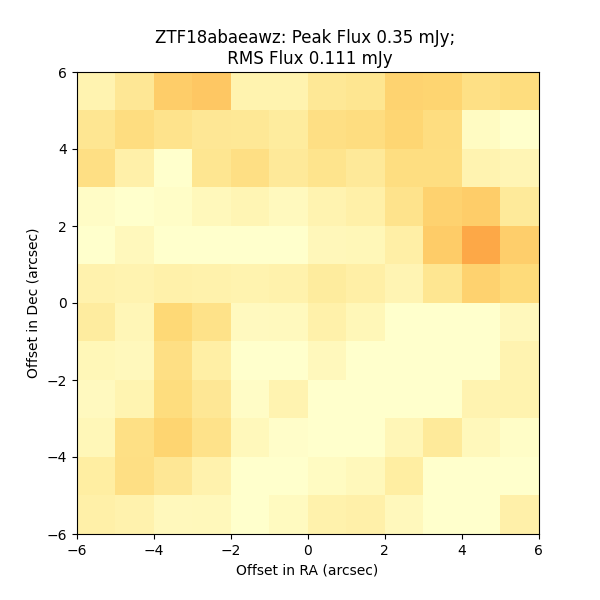 ZTF18abaeawz: Peak Flux 0.35 mJy;
RMS Flux 0.111 mJy
6
4
2
0
−2
−4
−6
Offset in Dec (arcsec)
−6 −4 −2 0 2 4 6
Offset in RA (arcsec)